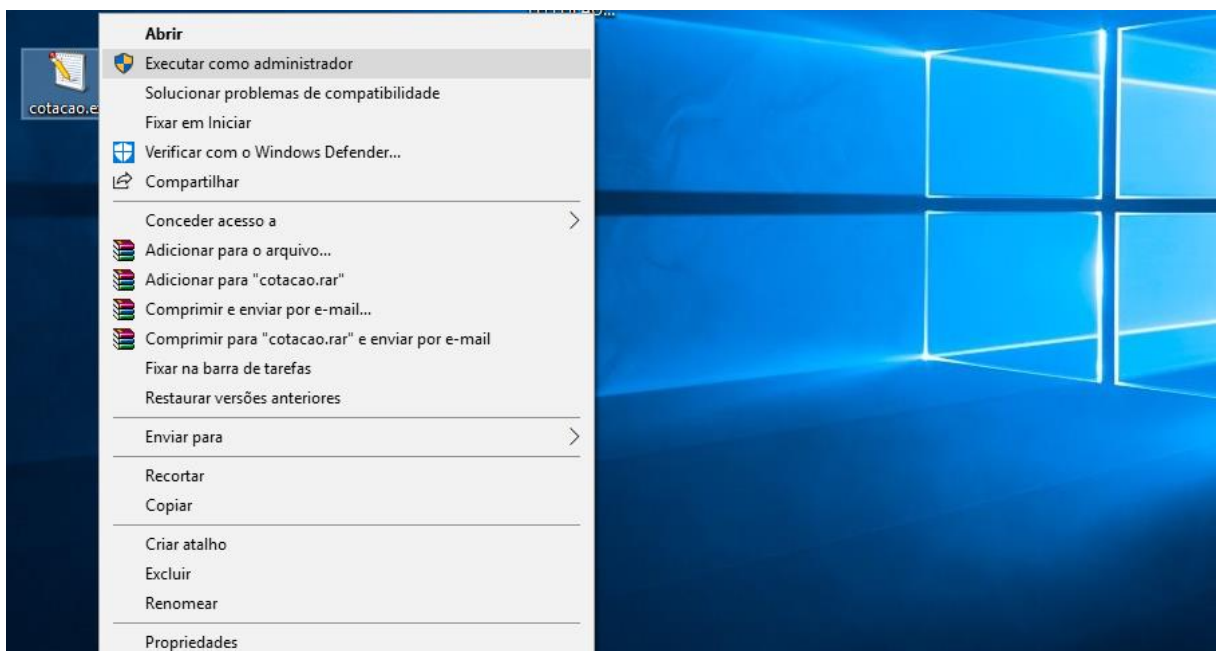 Abrir
Executar como administrador
Solucionar problemas de compatibilidade
Fixar em Iniciar
Verificar com o Windows Defender...
Compartilhar
Conceder acesso a
Adicionar para o arquivo...
Adicionar para "cotacao.rar"
Comprimir e enviar por e-mail...
Comprimir para "cotacao.rar" e enviar por e-mail
Fixar na barra de tarefas
Restaurar versões anteriores
Enviar para
Recortar
Copiar
Criar atalho
Excluir
Renomear
Propriedades
cotacao.e